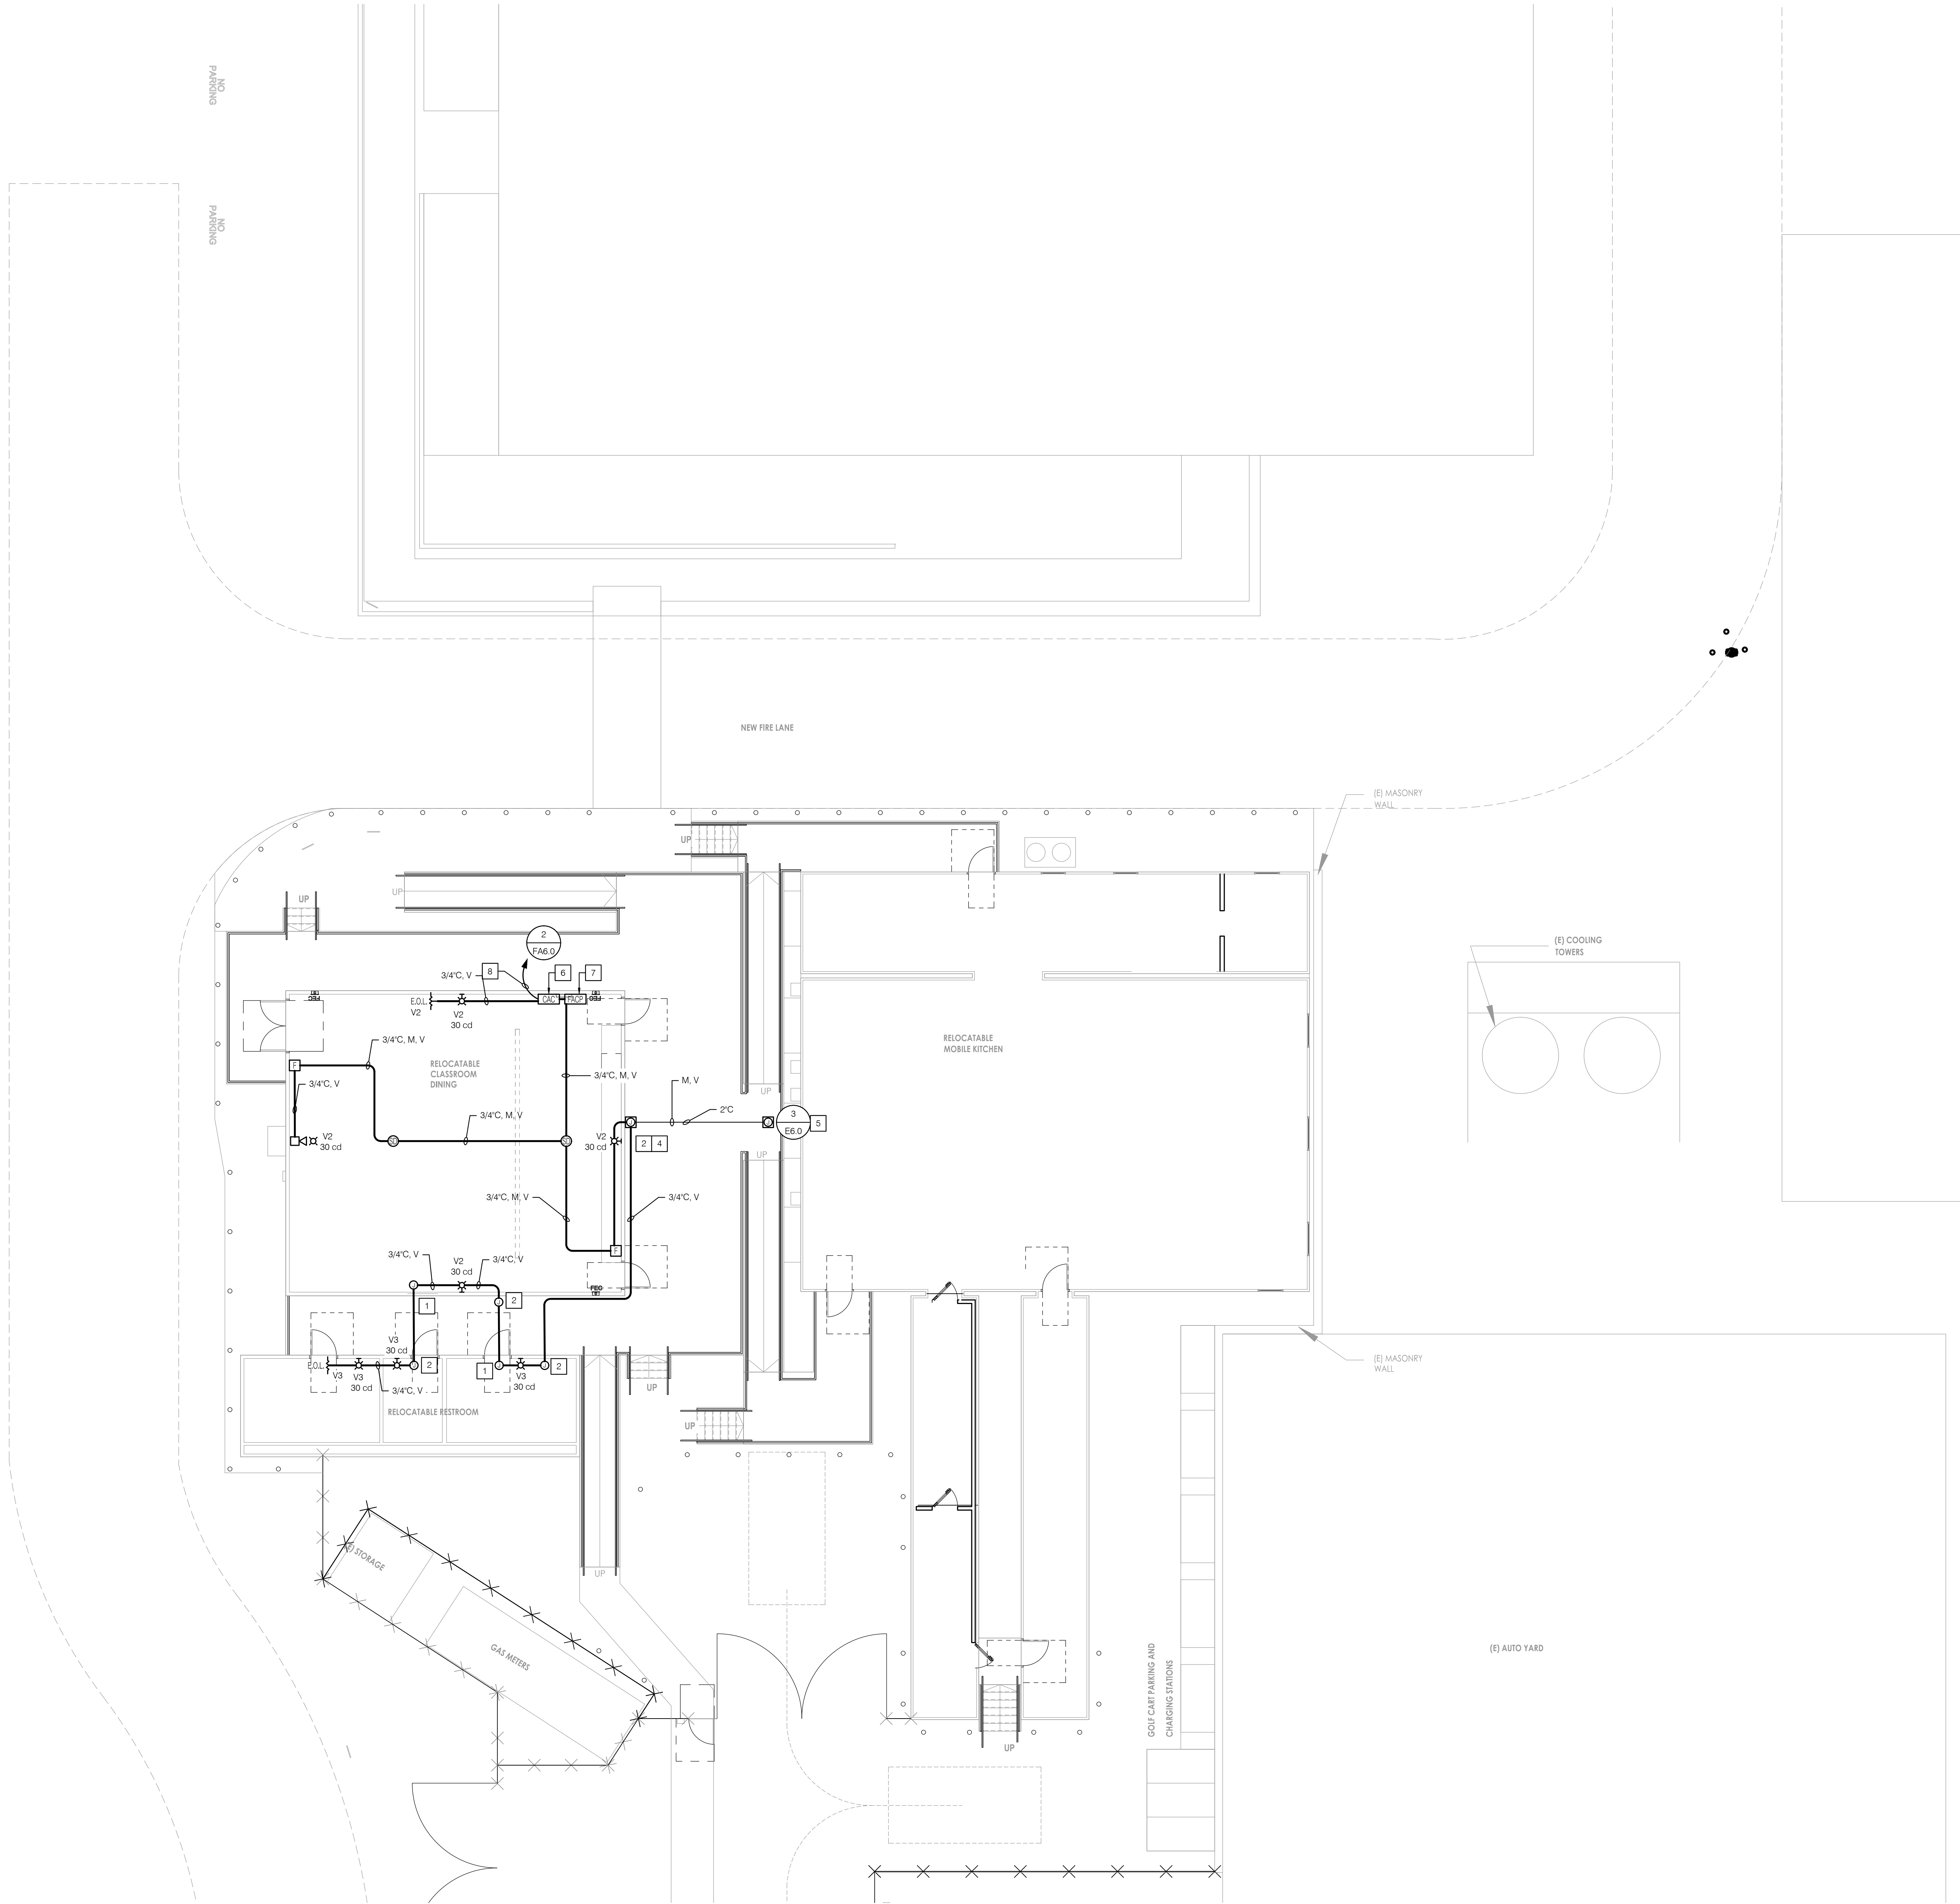 NO
PARKING
NO
PARKING
NEW FIRE LANE
(E) MASONRY
WALL
UP
UP
UP
(E) COOLING
TOWERS
2
FA6.0
3/4"C, V
8
6
7
E.O.L.
V2
V2
30 cd
CAC
FACP
FEC
FEC
3/4"C, M, V
F
RELOCATABLE
CLASSROOM
DINING
RELOCATABLE
MOBILE KITCHEN
3/4"C, V
3/4"C, M, V
M, V
UP
3/4"C, M, V
2"C
J
J
3
E6.0
5
V2
30 cd
SD
SD
V2
30 cd
2
4
UP
3/4"C, M, V
3/4"C, V
F
3/4"C, V
V2
30 cd
3/4"C, V
J
FEC
1
J
2
V3
30 cd
E.O.L.
V3
V3
30 cd
J
2
1
J
J
2
V3
30 cd
3/4"C, V
(E) MASONRY
WALL
UP
RELOCATABLE RESTROOM
UP
(E) STORAGE
UP
GAS METERS
GOLF CART PARKING AND
CHARGING STATIONS
(E) AUTO YARD
UP